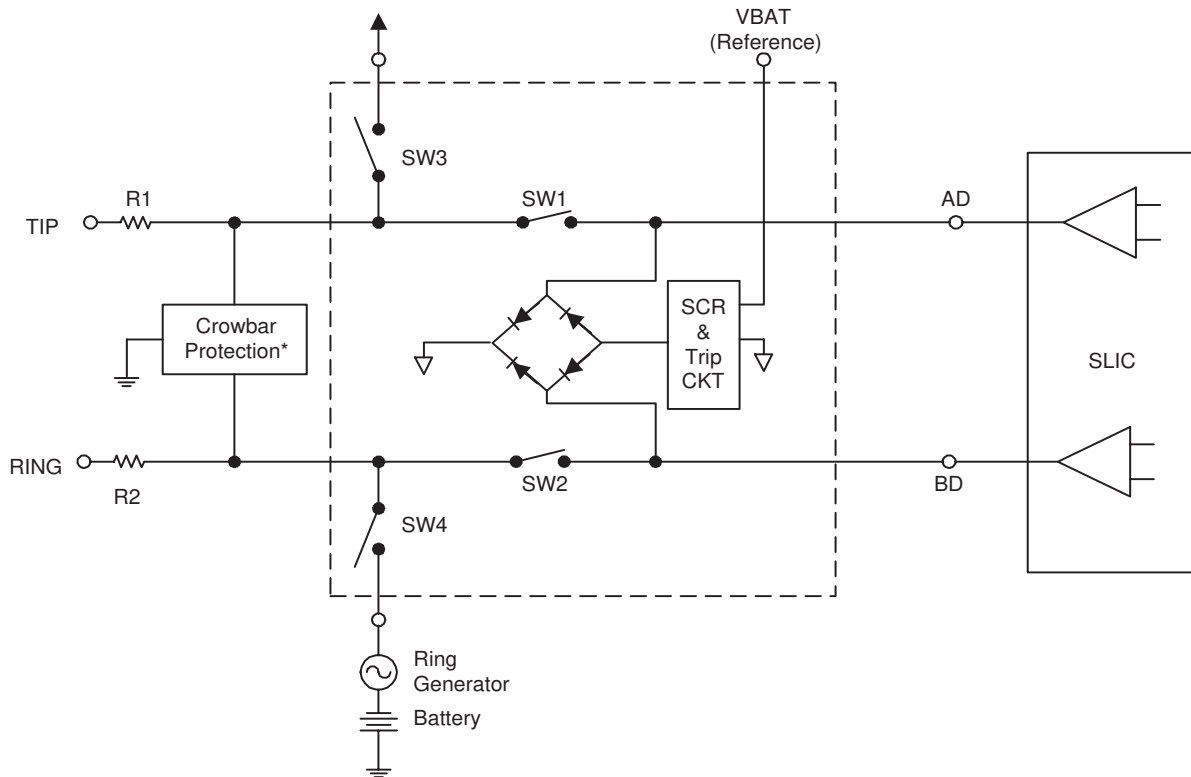 VBAT
(Reference)
SW3
R1
SW1
AD
TIP
Crowbar
Protection*
SCR
&
Trip
CKT
SLIC
RING
R2
SW2
BD
SW4
Ring
Generator
Battery